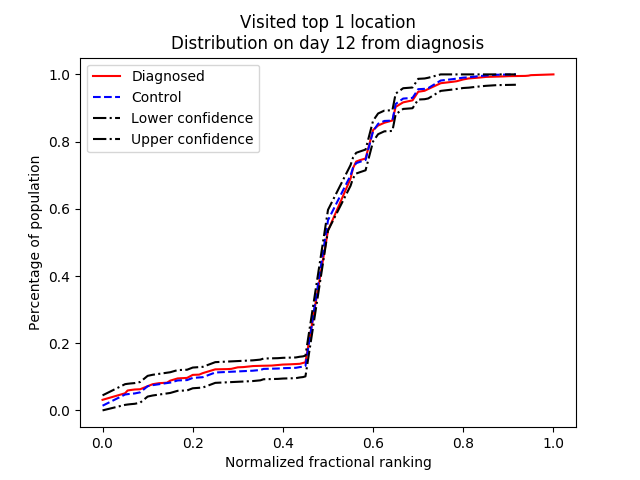 Visited top 1 location
Distribution on day 12 from diagnosis
Diagnosed
Control
Lower confidence
Upper confidence
Percentage of population
1.0
0.8
0.6
0.4
0.2
0.0
0.0 0.2 0.4 0.6 0.8 1.0
Normalized fractional ranking